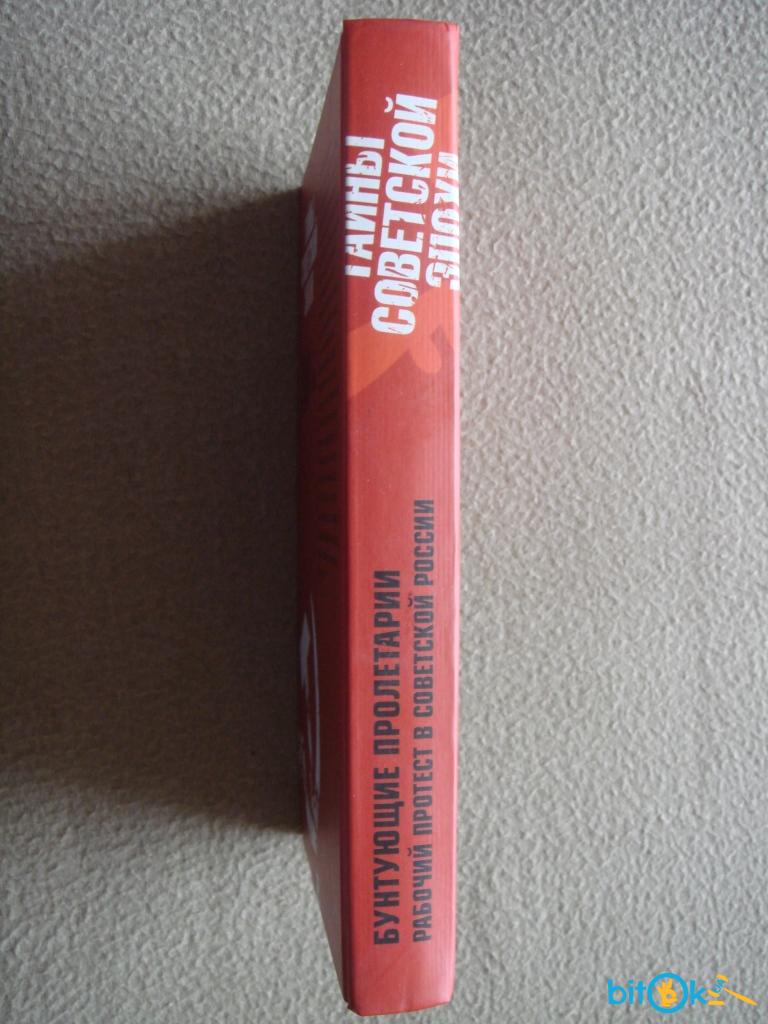 ТАЙНЫ
СОВЕТСКОЙ
ЭПОХИ
БУНТУЮЩИЕ ПРОЛЕТАРИИ
РАБОЧИЙ ПРОТЕСТ В СОВЕТСКОЙ РОССИИ
bitOk